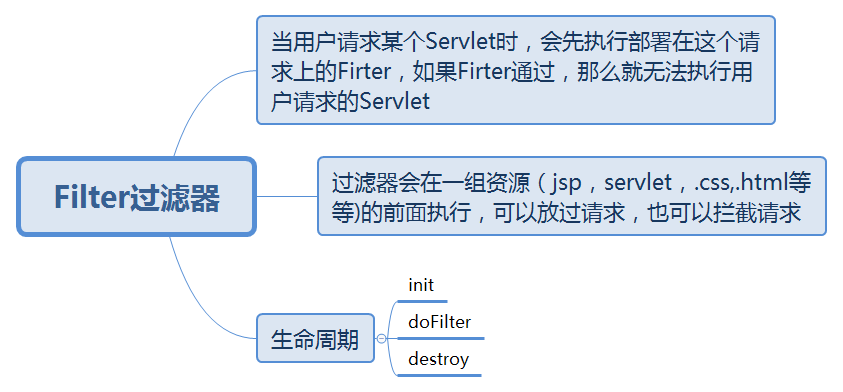 当用户请求某个Servlet时，会先执行部署在这个请
求上的Firter，如果Firter通过，那么就无法执行用
户请求的Servlet
Filter过滤器
过滤器会在一组资源（jsp，servlet，.css,.html等
等)的前面执行，可以放过请求，也可以拦截请求
生命周期
init
doFilter
destroy